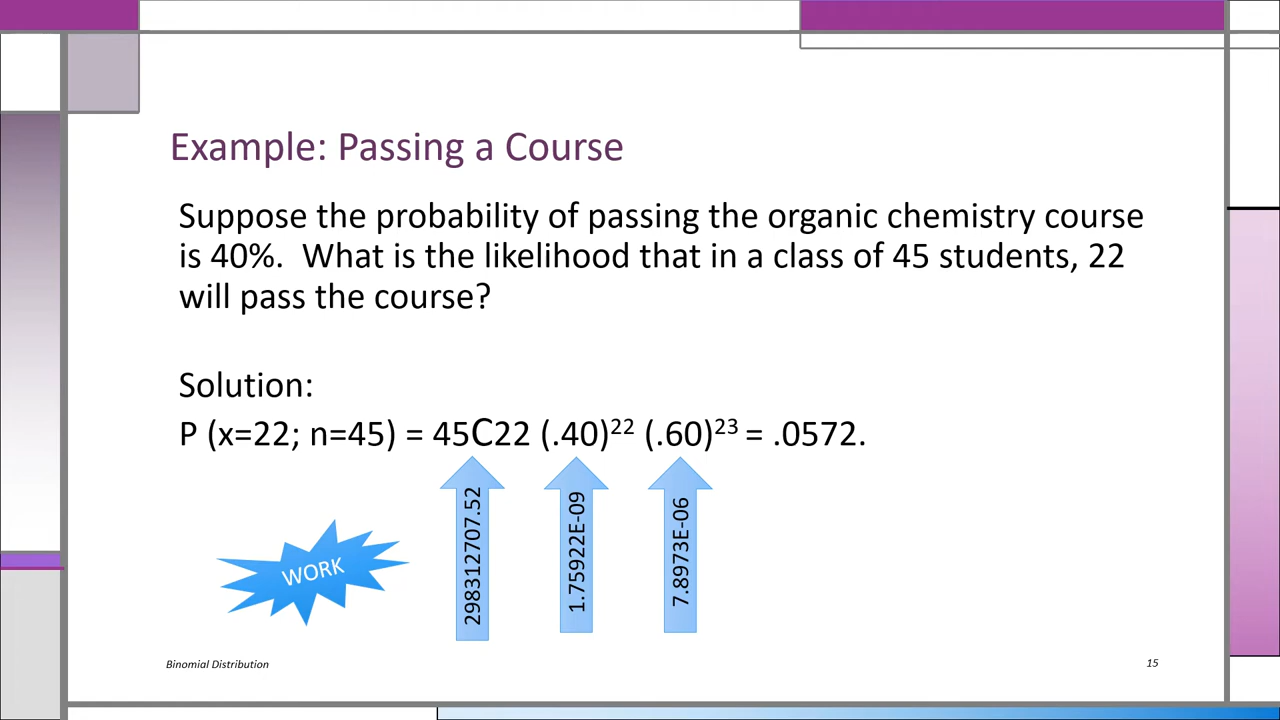 Example: Passing a Course
Suppose the probability of passing the organic chemistry course
is 40%.  What is the likelihood that in a class of 45 students, 22
will pass the course?
Solution:
P (x=22; n=45) = 45C22 (.40)²² (.60)²³ = .0572.
298312707.52
1.75922E-09
7.8973E-06
WORK
Binomial Distribution
15